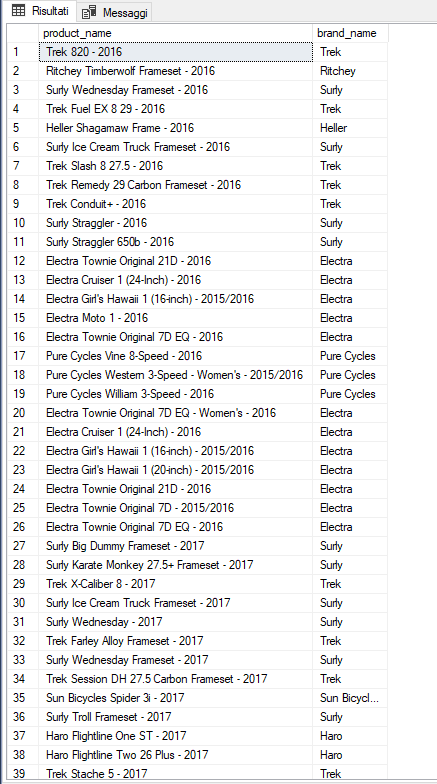 Risultati Messaggi
product_name brand_name
1 Trek 820 - 2016 Trek
2 Ritchey Timberwolf Frameset - 2016 Ritchey
3 Surly Wednesday Frameset - 2016 Surly
4 Trek Fuel EX 8 29 - 2016 Trek
5 Heller Shagamaw Frame - 2016 Heller
6 Surly Ice Cream Truck Frameset - 2016 Surly
7 Trek Slash 8 27.5 - 2016 Trek
8 Trek Remedy 29 Carbon Frameset - 2016 Trek
9 Trek Conduit+ - 2016 Trek
10 Surly Straggler - 2016 Surly
11 Surly Straggler 650b - 2016 Surly
12 Electra Townie Original 21D - 2016 Electra
13 Electra Cruiser 1 (24-Inch) - 2016 Electra
14 Electra Girl's Hawaii 1 (16-inch) - 2015/2016 Electra
15 Electra Moto 1 - 2016 Electra
16 Electra Townie Original 7D EQ - 2016 Electra
17 Pure Cycles Vine 8-Speed - 2016 Pure Cycles
18 Pure Cycles Western 3-Speed - Women's - 2015/2016 Pure Cycles
19 Pure Cycles William 3-Speed - 2016 Pure Cycles
20 Electra Townie Original 7D EQ - Women's - 2016 Electra
21 Electra Cruiser 1 (24-Inch) - 2016 Electra
22 Electra Girl's Hawaii 1 (16-inch) - 2015/2016 Electra
23 Electra Girl's Hawaii 1 (20-inch) - 2015/2016 Electra
24 Electra Townie Original 21D - 2016 Electra
25 Electra Townie Original 7D - 2015/2016 Electra
26 Electra Townie Original 7D EQ - 2016 Electra
27 Surly Big Dummy Frameset - 2017 Surly
28 Surly Karate Monkey 27.5+ Frameset - 2017 Surly
29 Trek X-Caliber 8 - 2017 Trek
30 Surly Ice Cream Truck Frameset - 2017 Surly
31 Surly Wednesday - 2017 Surly
32 Trek Farley Alloy Frameset - 2017 Trek
33 Surly Wednesday Frameset - 2017 Surly
34 Trek Session DH 27.5 Carbon Frameset - 2017 Trek
35 Sun Bicycles Spider 3i - 2017 Sun Bicycl...
36 Surly Troll Frameset - 2017 Surly
37 Haro Flightline One ST - 2017 Haro
38 Haro Flightline Two 26 Plus - 2017 Haro
39 Trek Stache 5 - 2017 Trek